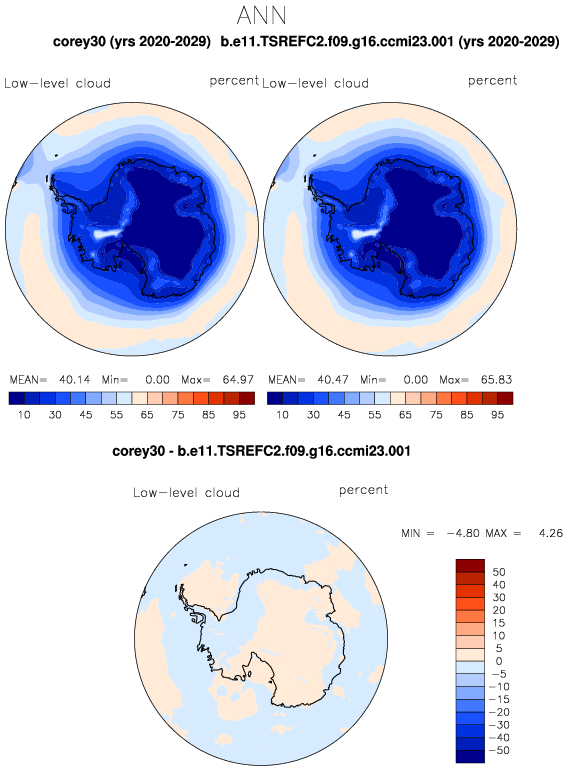 ANN
corey30 (yrs 2020-2029) b.e11.TSREFC2.f09.g16.ccmi23.001 (yrs 2020-2029)
Low-level cloud percent Low-level cloud percent
MEAN= 40.14 Min= 0.00 Max= 64.97 MEAN= 40.47 Min= 0.00 Max= 65.83
10 30 45 55 65 75 85 95 10 30 45 55 65 75 85 95
corey30 - b.e11.TSREFC2.f09.g16.ccmi23.001
Low-level cloud percent
MIN = -4.80 MAX = 4.26
50
40
30
20
15
10
5
0
-5
-10
-15
-20
-30
-40
-50